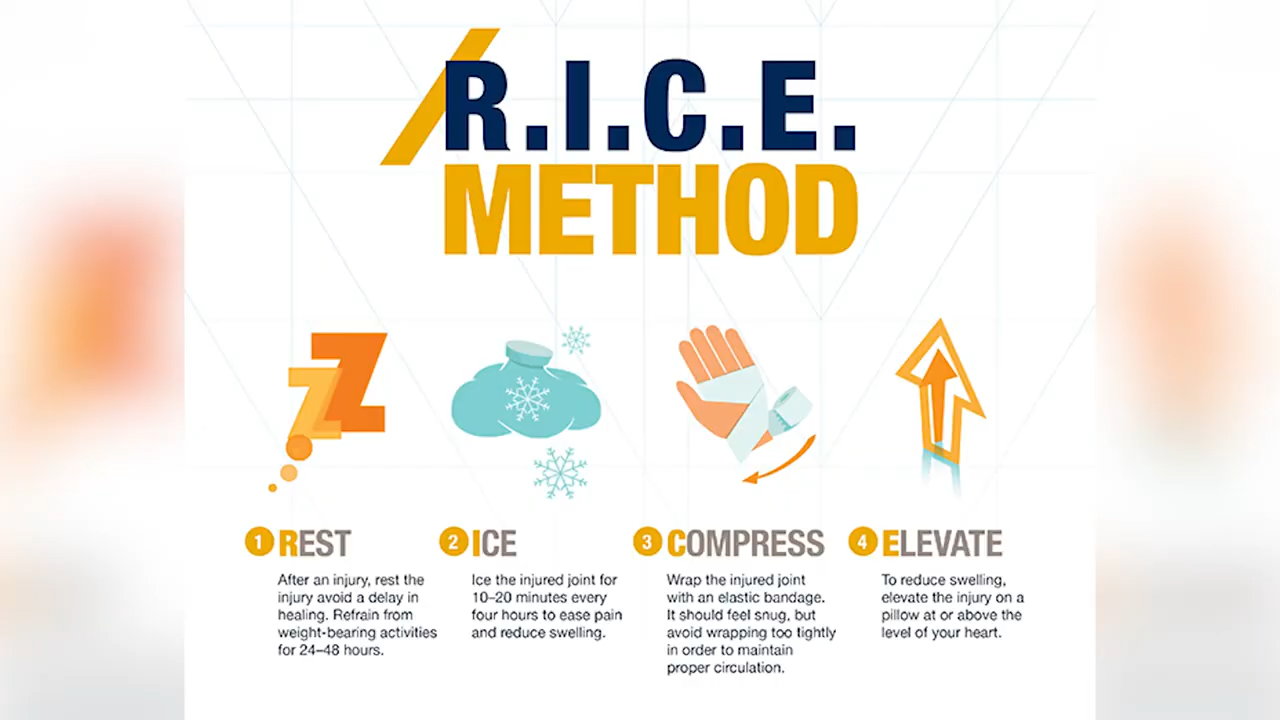 R.I.C.E.
METHOD
1 REST
After an injury, rest the
injury avoid a delay in
healing. Refrain from
weight-bearing activities
for 24–48 hours.
2 ICE
Ice the injured joint for
10–20 minutes every
four hours to ease pain
and reduce swelling.
3 COMPRESS
Wrap the injured joint
with an elastic bandage.
It should feel snug, but
avoid wrapping too tightly
in order to maintain
proper circulation.
4 ELEVATE
To reduce swelling,
elevate the injury on a
pillow at or above the
level of your heart.